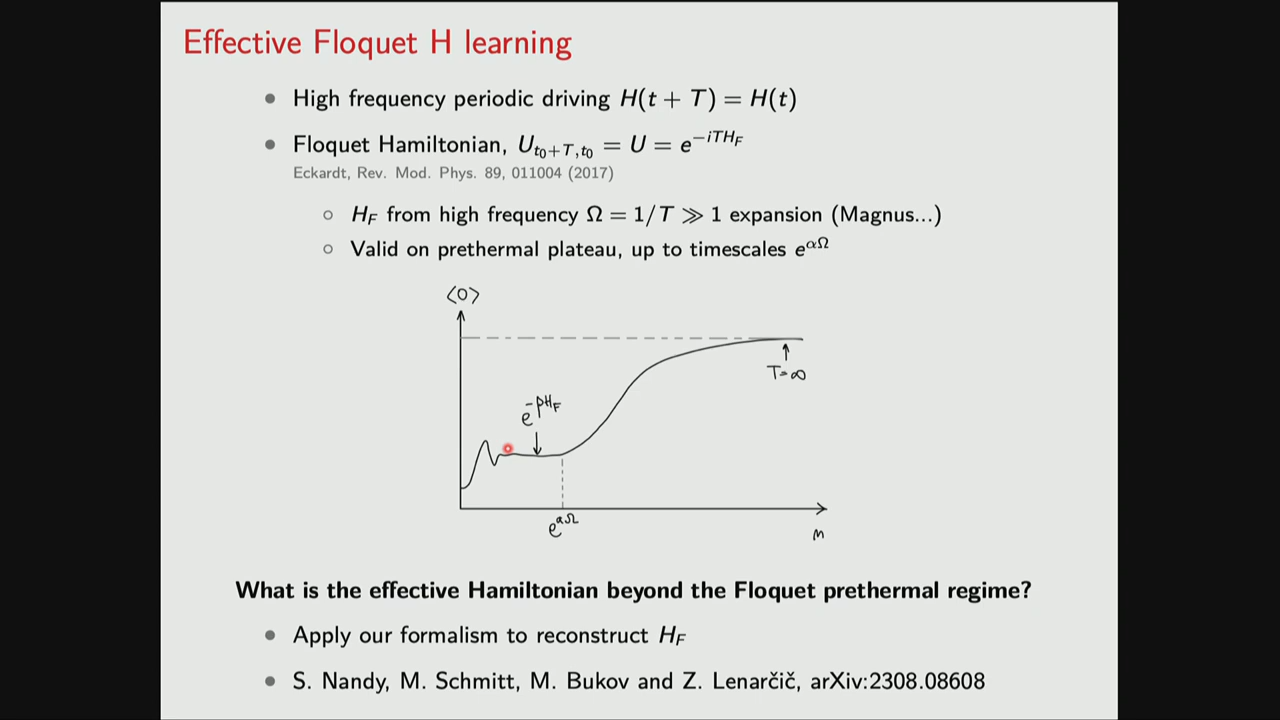 Effective Floquet H learning
• High frequency periodic driving H(t + T) = H(t)
• Floquet Hamiltonian, U_{t₀+T,t₀} = U = e^{−iTH_F}
Eckardt, Rev. Mod. Phys. 89, 011004 (2017)
○ H_F from high frequency Ω = 1/T ≫ 1 expansion (Magnus...)
○ Valid on prethermal plateau, up to timescales e^{αΩ}
⟨O⟩
T=∞
e^{-βH_F}
e^{αΩ}
M
What is the effective Hamiltonian beyond the Floquet prethermal regime?
• Apply our formalism to reconstruct H_F
• S. Nandy, M. Schmitt, M. Bukov and Z. Lenarčič, arXiv:2308.08608